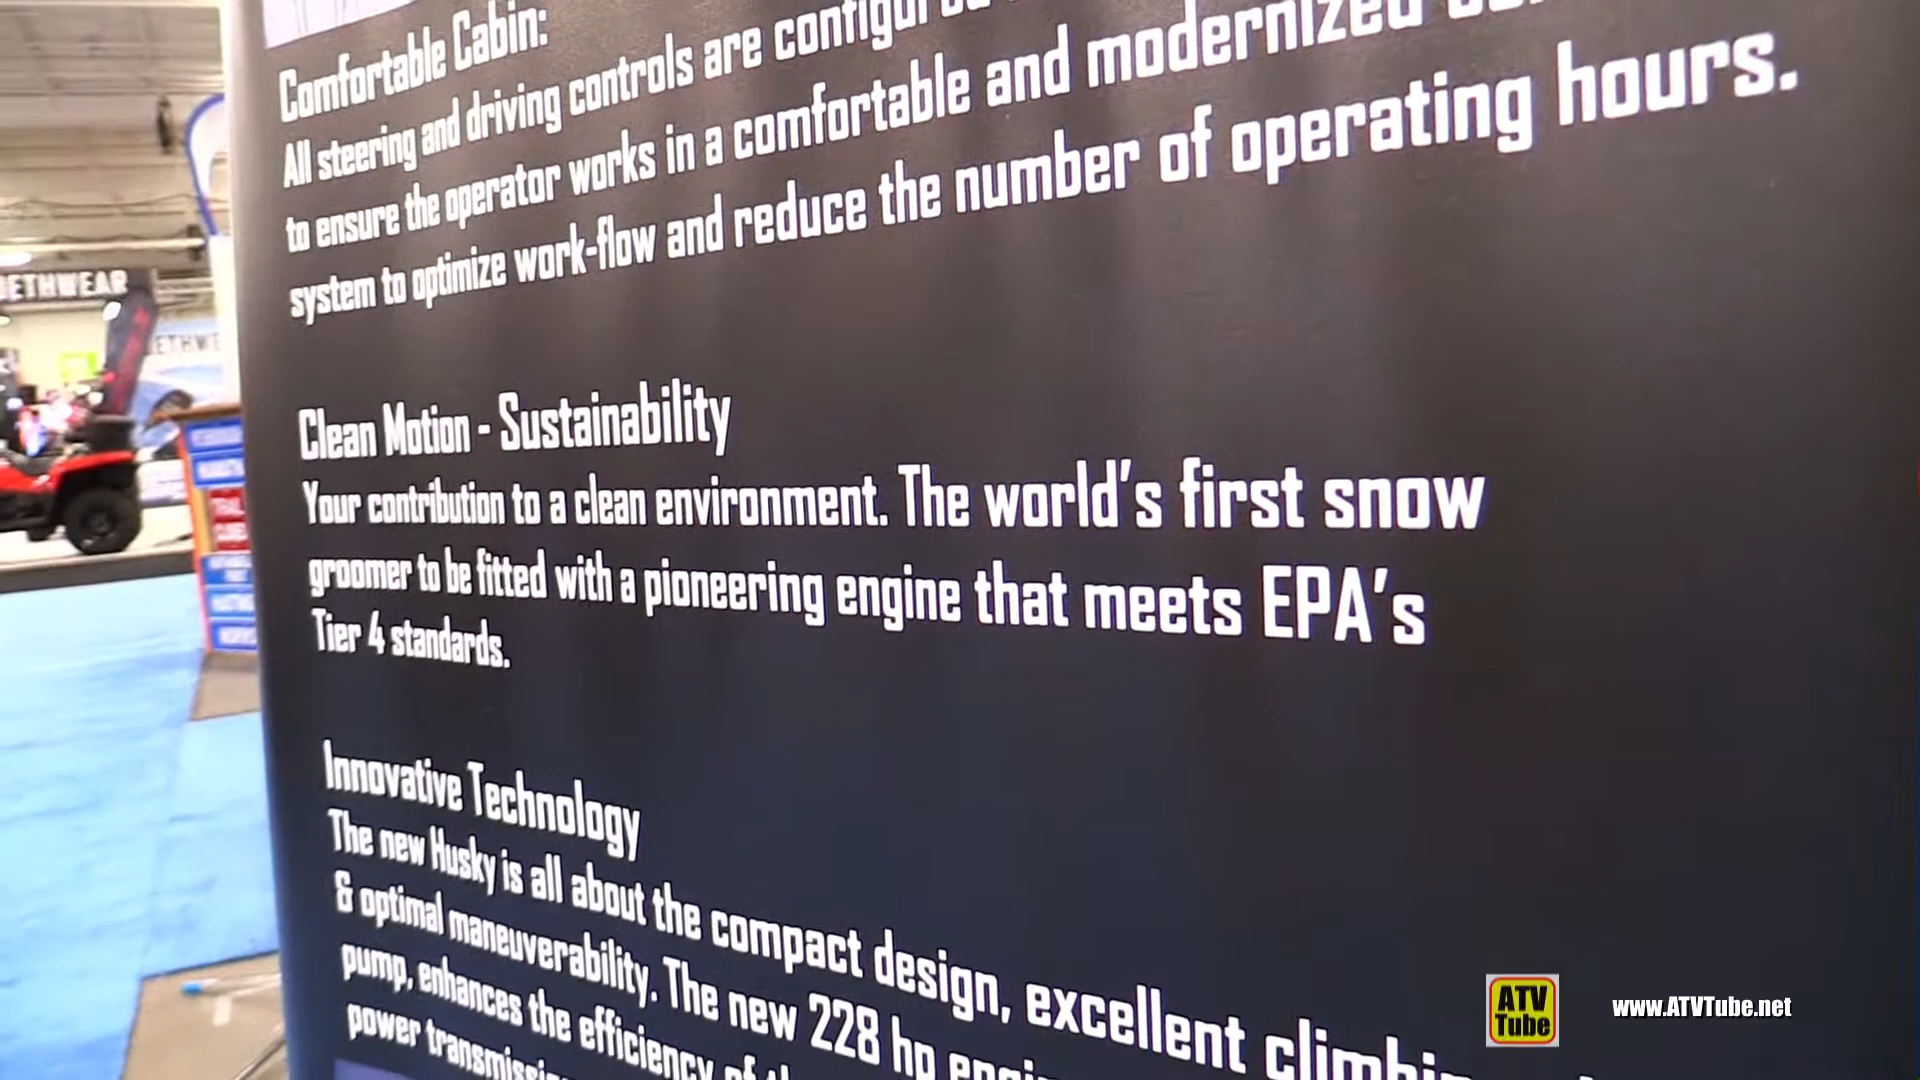 Comfortable Cabin:
All steering and driving controls are
to ensure the operator works in a comfortable and modernized
system to optimize work-flow and reduce the number of operating hours.
Clean Motion - Sustainability
Your contribution to a clean environment. The world's first snow
groomer to be fitted with a pioneering engine that meets EPA's
Tier 4 standards.
Innovative Technology
The new Husky is all about the compact design, excellent
& optimal maneuverability. The new 228 hp
pump, enhances the efficiency of
power
ETHWEAR
ATV
Tube
www.ATVTube.net